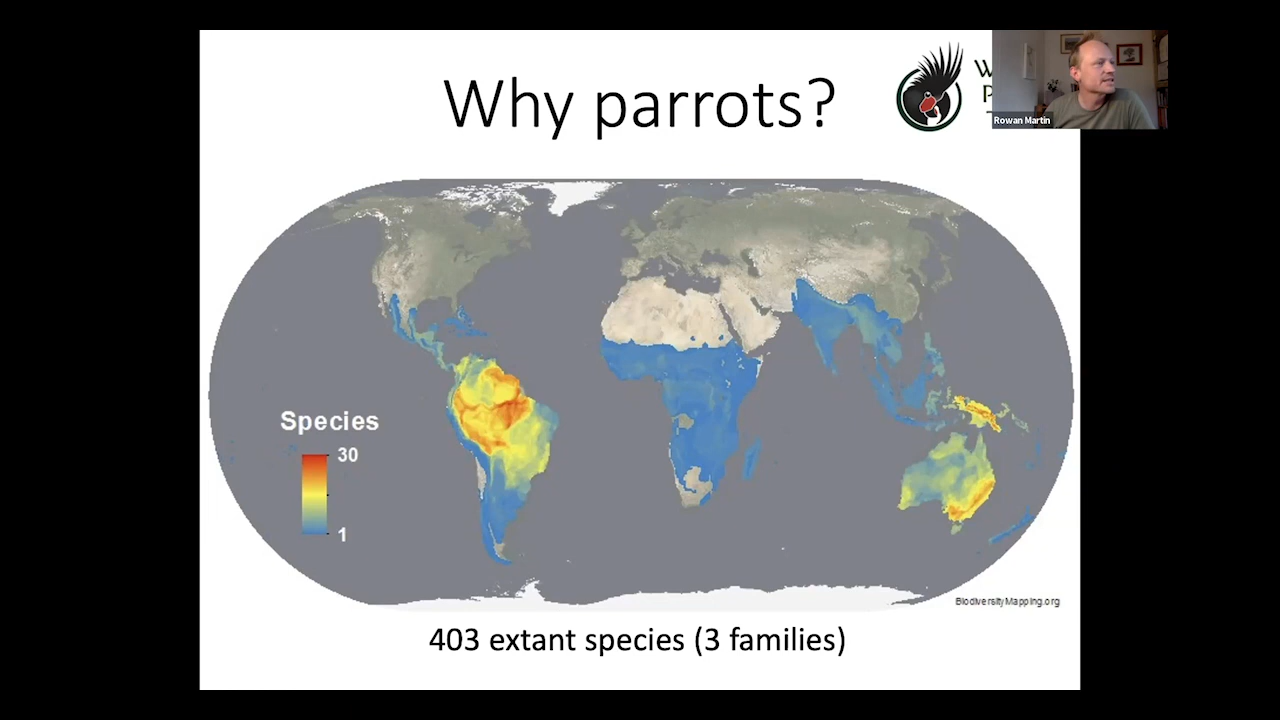 Why parrots?
W
P
Rowan Martin
Species
30
1
BiodiversityMapping.org
403 extant species (3 families)